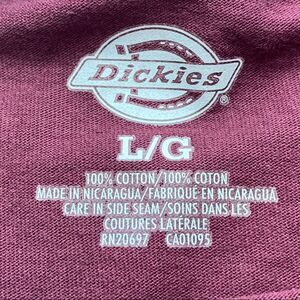 Dickies
L/G
100% COTTON/100% COTON
MADE IN NICARAGUA/FABRIQUÉ EN NICARAGUA
CARE IN SIDE SEAM/SOINS DANS LES
COUTURES LATÉRALE
RN20697 CA01095